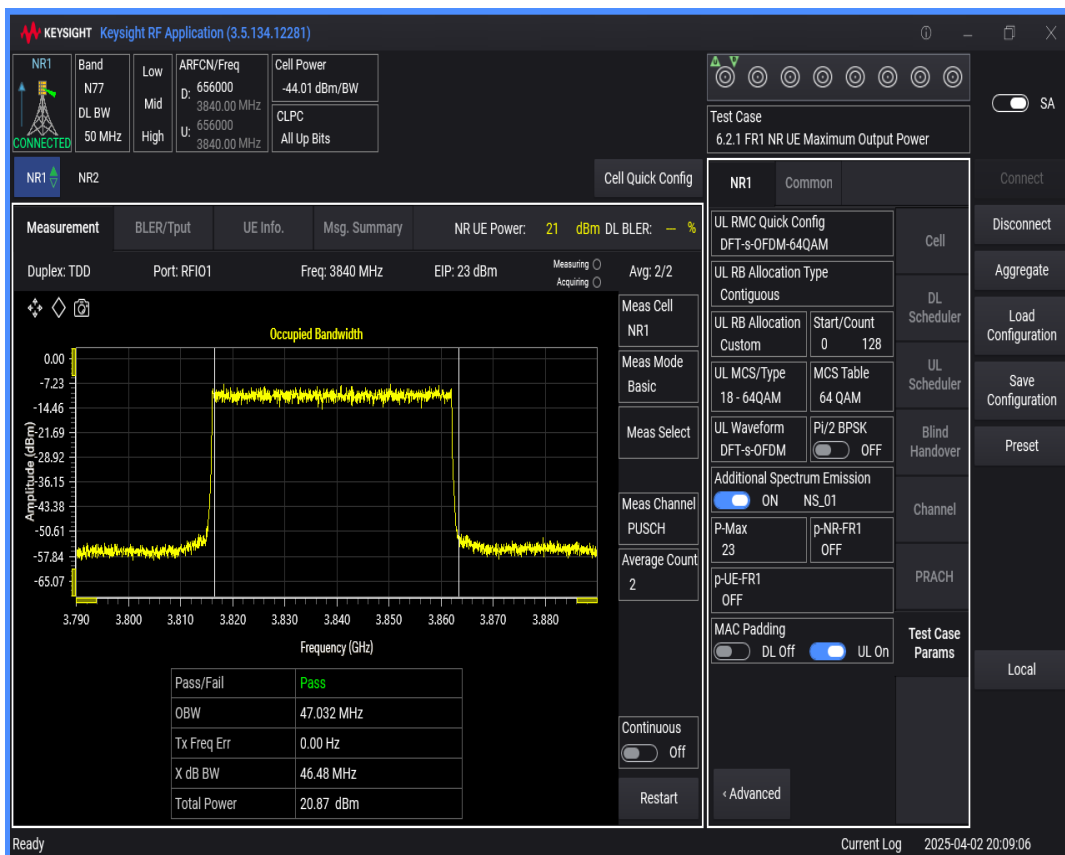 KEYSIGHT Keysight RF Application (3.5.134.12281)
NR1
CONNECTED
Band
N77
DL BW
50 MHz
Low
Mid
High
ARFCN/Freq
D: 656000
3840.00 MHz
U: 656000
3840.00 MHz
Cell Power
-44.01 dBm/BW
CLPC
All Up Bits
Test Case
6.2.1 FR1 NR UE Maximum Output Power
SA
NR1 NR2 Cell Quick Config
Measurement BLER/Tput UE Info. Msg. Summary NR UE Power: 21 dBm DL BLER: — %
Duplex: TDD Port: RFIO1 Freq: 3840 MHz EIP: 23 dBm Measuring Acquiring Avg: 2/2
Occupied Bandwidth
Amplitude (dBm)
0.00
-7.23
-14.46
-21.69
-28.92
-36.15
-43.38
-50.61
-57.84
-65.07
3.790 3.800 3.810 3.820 3.830 3.840 3.850 3.860 3.870 3.880
Frequency (GHz)
Pass/Fail Pass
OBW 47.032 MHz
Tx Freq Err 0.00 Hz
X dB BW 46.48 MHz
Total Power 20.87 dBm
Meas Cell
NR1
Meas Mode
Basic
Meas Select
Meas Channel
PUSCH
Average Count
2
Continuous
Off
Restart
NR1 Common
UL RMC Quick Config
DFT-s-OFDM-64QAM
UL RB Allocation Type
Contiguous
UL RB Allocation Start/Count
Custom 0 128
UL MCS/Type MCS Table
18 - 64QAM 64 QAM
UL Waveform Pi/2 BPSK
DFT-s-OFDM OFF
Additional Spectrum Emission
ON NS_01
P-Max p-NR-FR1
23 OFF
p-UE-FR1
OFF
MAC Padding
DL Off UL On
‹ Advanced
Cell
DL
Scheduler
UL
Scheduler
Blind
Handover
Channel
PRACH
Test Case
Params
Connect
Disconnect
Aggregate
Load
Configuration
Save
Configuration
Preset
Local
Ready Current Log 2025-04-02 20:09:06